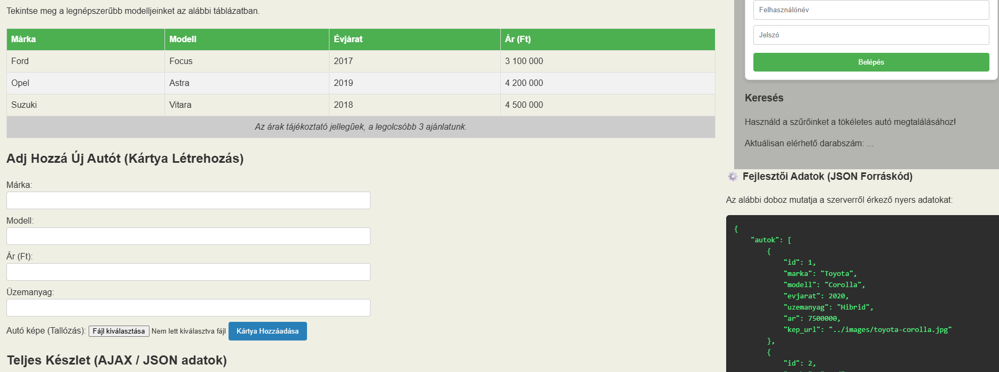 Tekintse meg a legnépszerűbb modelljeinket az alábbi táblázatban.
Márka Modell Évjárat Ár (Ft)
Ford Focus 2017 3 100 000
Opel Astra 2019 4 200 000
Suzuki Vitara 2018 4 500 000
Az árak tájékoztató jellegűek, a legolcsóbb 3 ajánlatunk.
Adj Hozzá Új Autót (Kártya Létrehozás)
Márka:
Modell:
Ár (Ft):
Üzemanyag:
Autó képe (Tallózás): Fájl kiválasztása Nem lett kiválasztva fájl Kártya Hozzáadása
Teljes Készlet (AJAX / JSON adatok)
Felhasználónév
Jelszó
Belépés
Keresés
Használd a szűrőinket a tökéletes autó megtalálásához!
Aktuálisan elérhető darabszám: ...
Fejlesztői Adatok (JSON Forráskód)
Az alábbi doboz mutatja a szerverről érkező nyers adatokat:
{
"autok": [
{
"id": 1,
"marka": "Toyota",
"modell": "Corolla",
"evjarat": 2020,
"uzemanyag": "Hibrid",
"ar": 7500000,
"kep_url": "../images/toyota-corolla.jpg"
},
{
"id": 2,